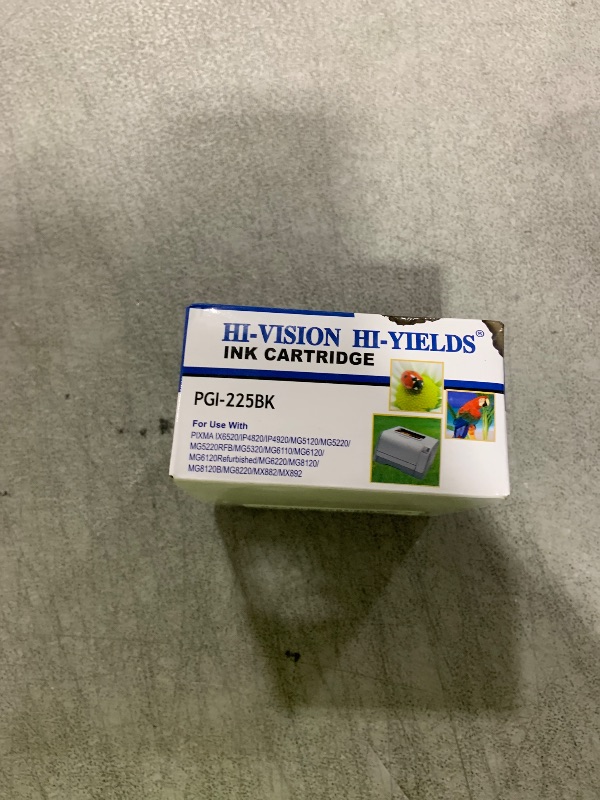 HI-VISION HI-YIELDS®
INK CARTRIDGE
PGI-225BK
For Use With
PIXMA IX6520/IP4820/IP4920/MG5120/MG5220/
MG5220RFB/MG5320/MG6110/MG6120/
MG6120Refurbished/MG6220/MG8120/
MG8120B/MG8220/MX882/MX892